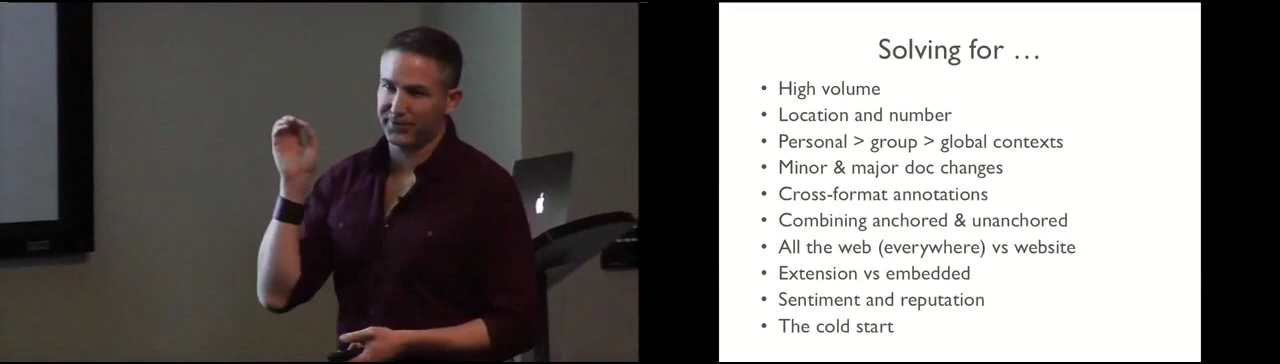 Solving for …
• High volume
• Location and number
• Personal > group > global contexts
• Minor & major doc changes
• Cross-format annotations
• Combining anchored & unanchored
• All the web (everywhere) vs website
• Extension vs embedded
• Sentiment and reputation
• The cold start